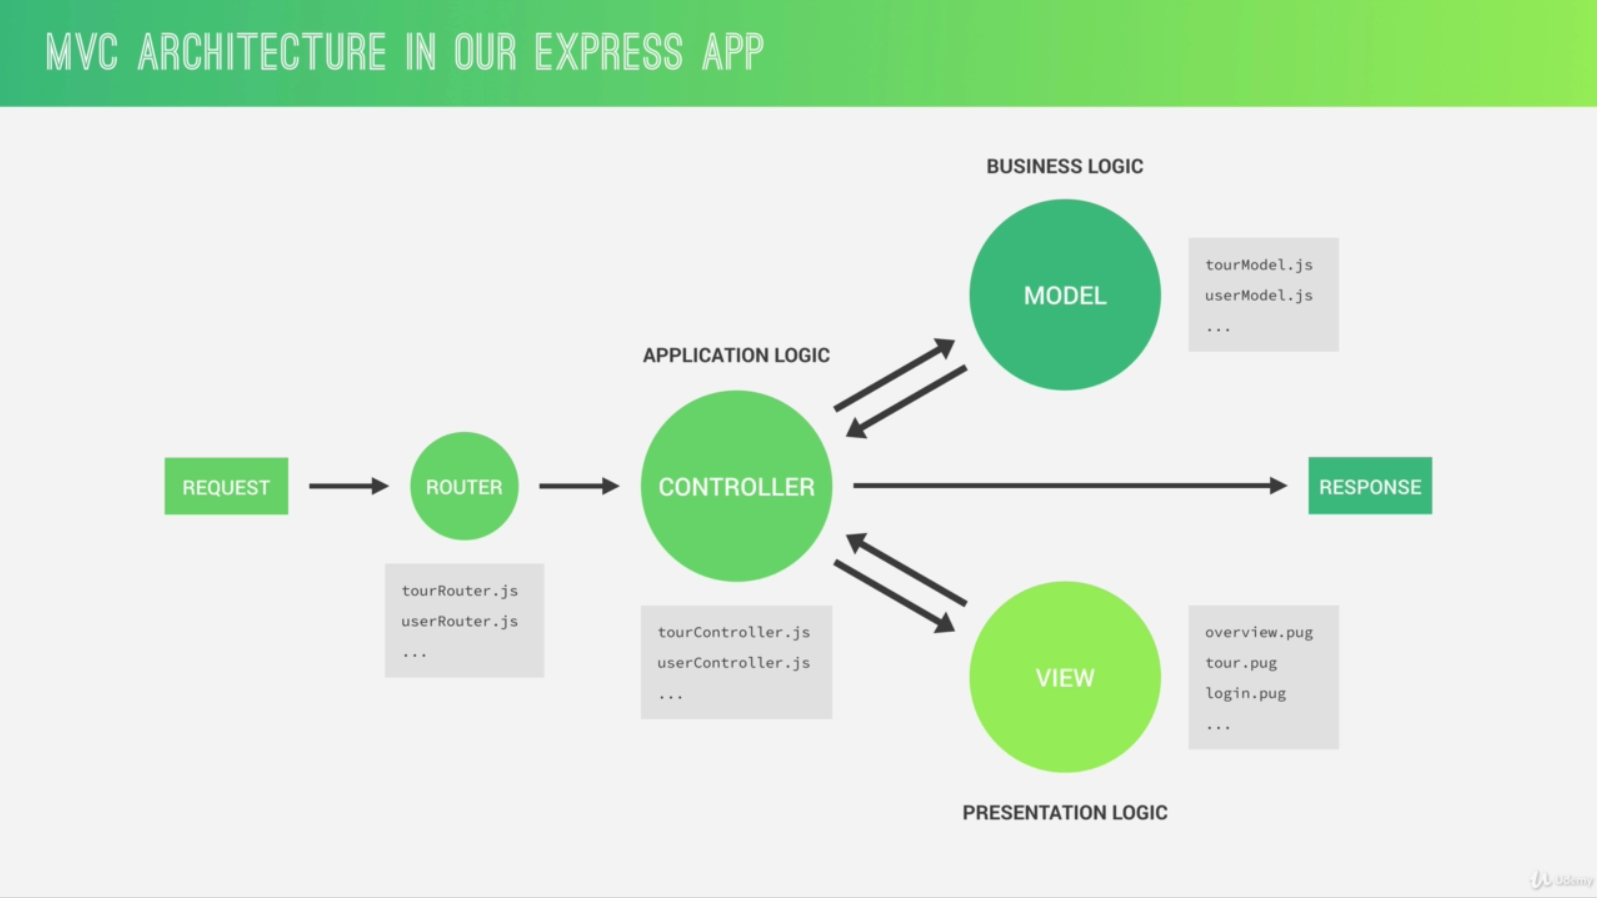 MVC ARCHITECTURE IN OUR EXPRESS APP
BUSINESS LOGIC
MODEL
tourModel.js
userModel.js
...
APPLICATION LOGIC
REQUEST
ROUTER
CONTROLLER
RESPONSE
tourRouter.js
userRouter.js
...
tourController.js
userController.js
...
VIEW
overview.pug
tour.pug
login.pug
...
PRESENTATION LOGIC
Udemy